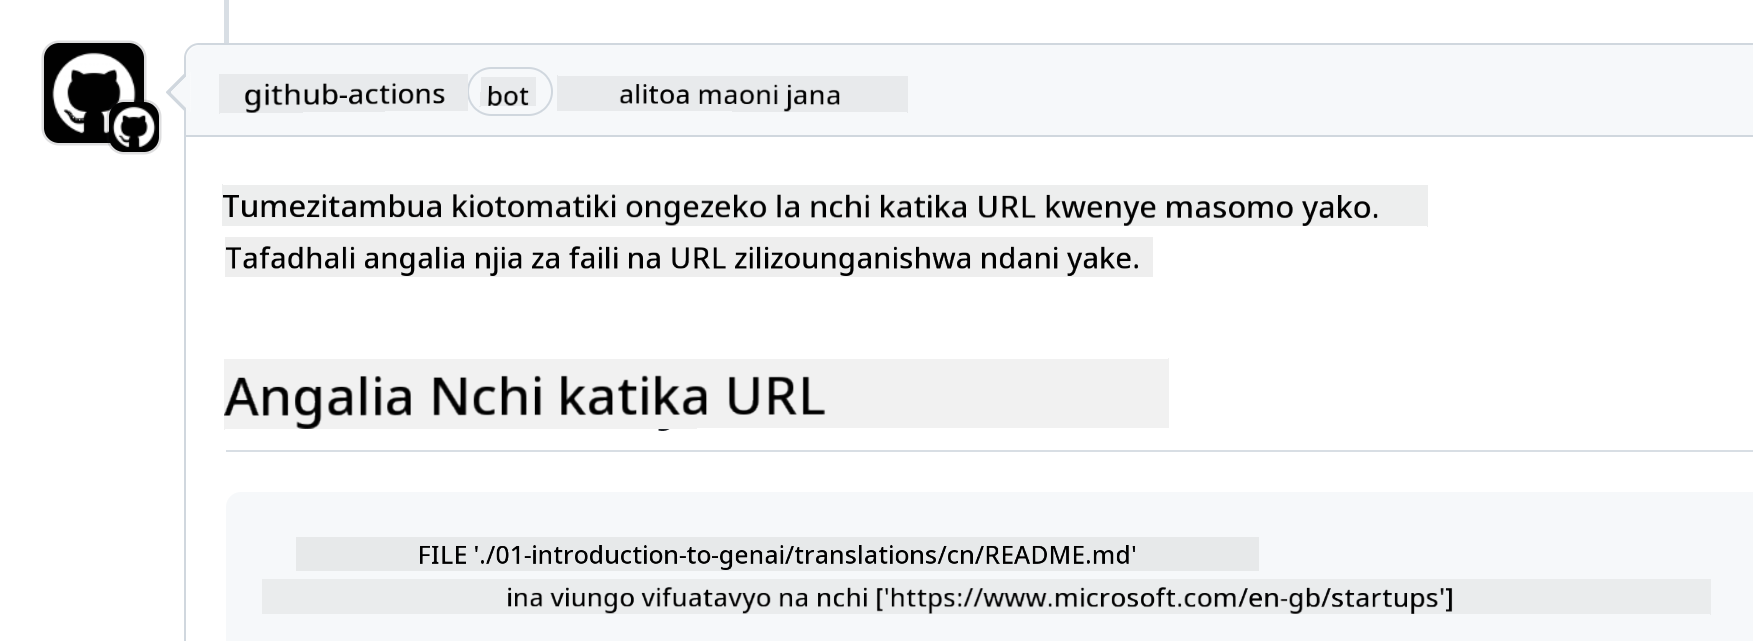 github-actions bot alitoa maoni jana
Tumezitambua kiotomatiki ongezeko la nchi katika URL kwenye masomo yako.
Tafadhali angalia njia za faili na URL zilizounganishwa ndani yake.
Angalia Nchi katika URL
FILE './01-introduction-to-genai/translations/cn/README.md'
ina viungo vifuatavyo na nchi ['https://www.microsoft.com/en-gb/startups']